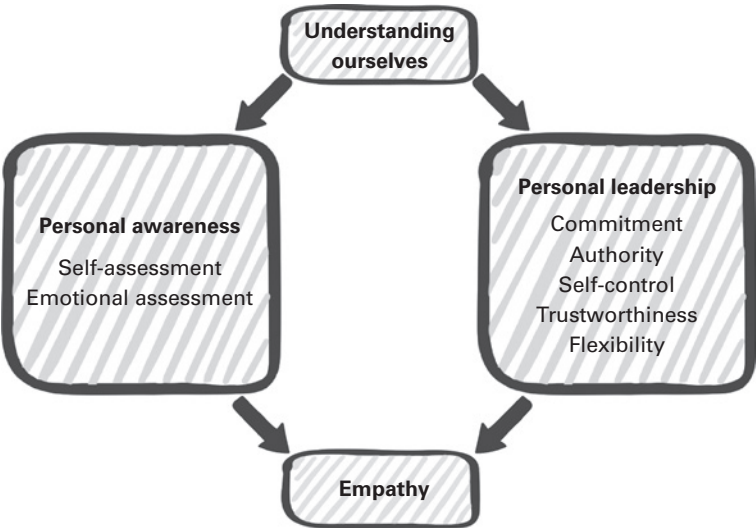 Understanding
ourselves
Personal awareness
Self-assessment
Emotional assessment
Personal leadership
Commitment
Authority
Self-control
Trustworthiness
Flexibility
Empathy